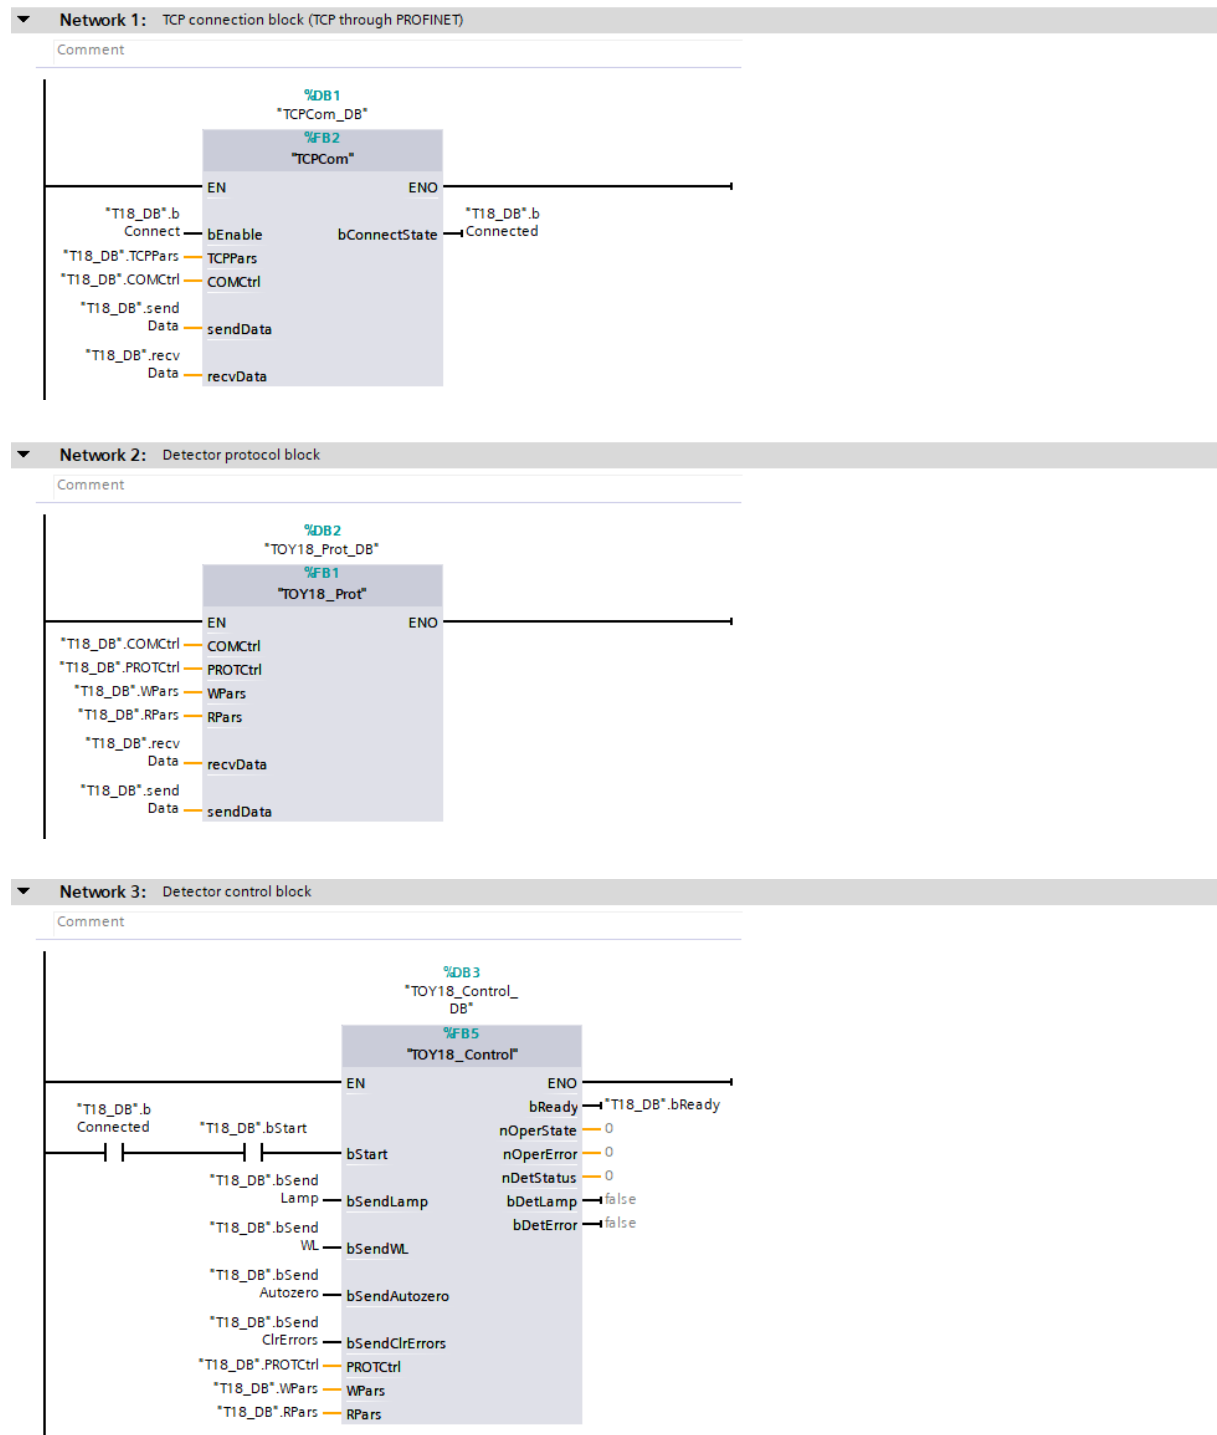 Network 1: TCP connection block (TCP through PROFINET)
Comment
%DB1
"TCPCom_DB"
%FB2
"TCPCom"
EN ENO
"T18_DB".b
Connect
bEnable
bConnectState
"T18_DB".b
Connected
"T18_DB".TCPPars TCPPars
"T18_DB".COMCtrl COMCtrl
"T18_DB".send
Data
sendData
"T18_DB".recv
Data
recvData
Network 2: Detector protocol block
Comment
%DB2
"TOY18_Prot_DB"
%FB1
"TOY18_Prot"
EN ENO
"T18_DB".COMCtrl COMCtrl
"T18_DB".PROTCtrl PROTCtrl
"T18_DB".WPars WPars
"T18_DB".RPars RPars
"T18_DB".recv
Data
recvData
"T18_DB".send
Data
sendData
Network 3: Detector control block
Comment
%DB3
"TOY18_Control_
DB"
%FB5
"TOY18_Control"
EN ENO
bReady "T18_DB".bReady
nOperState 0
"T18_DB".b
Connected
"T18_DB".bStart
bStart
nOperError 0
nDetStatus 0
"T18_DB".bSend
Lamp
bSendLamp
bDetLamp false
bDetError false
"T18_DB".bSend
WL
bSendWL
"T18_DB".bSend
Autozero
bSendAutozero
"T18_DB".bSend
ClrErrors
bSendClrErrors
"T18_DB".PROTCtrl PROTCtrl
"T18_DB".WPars WPars
"T18_DB".RPars RPars